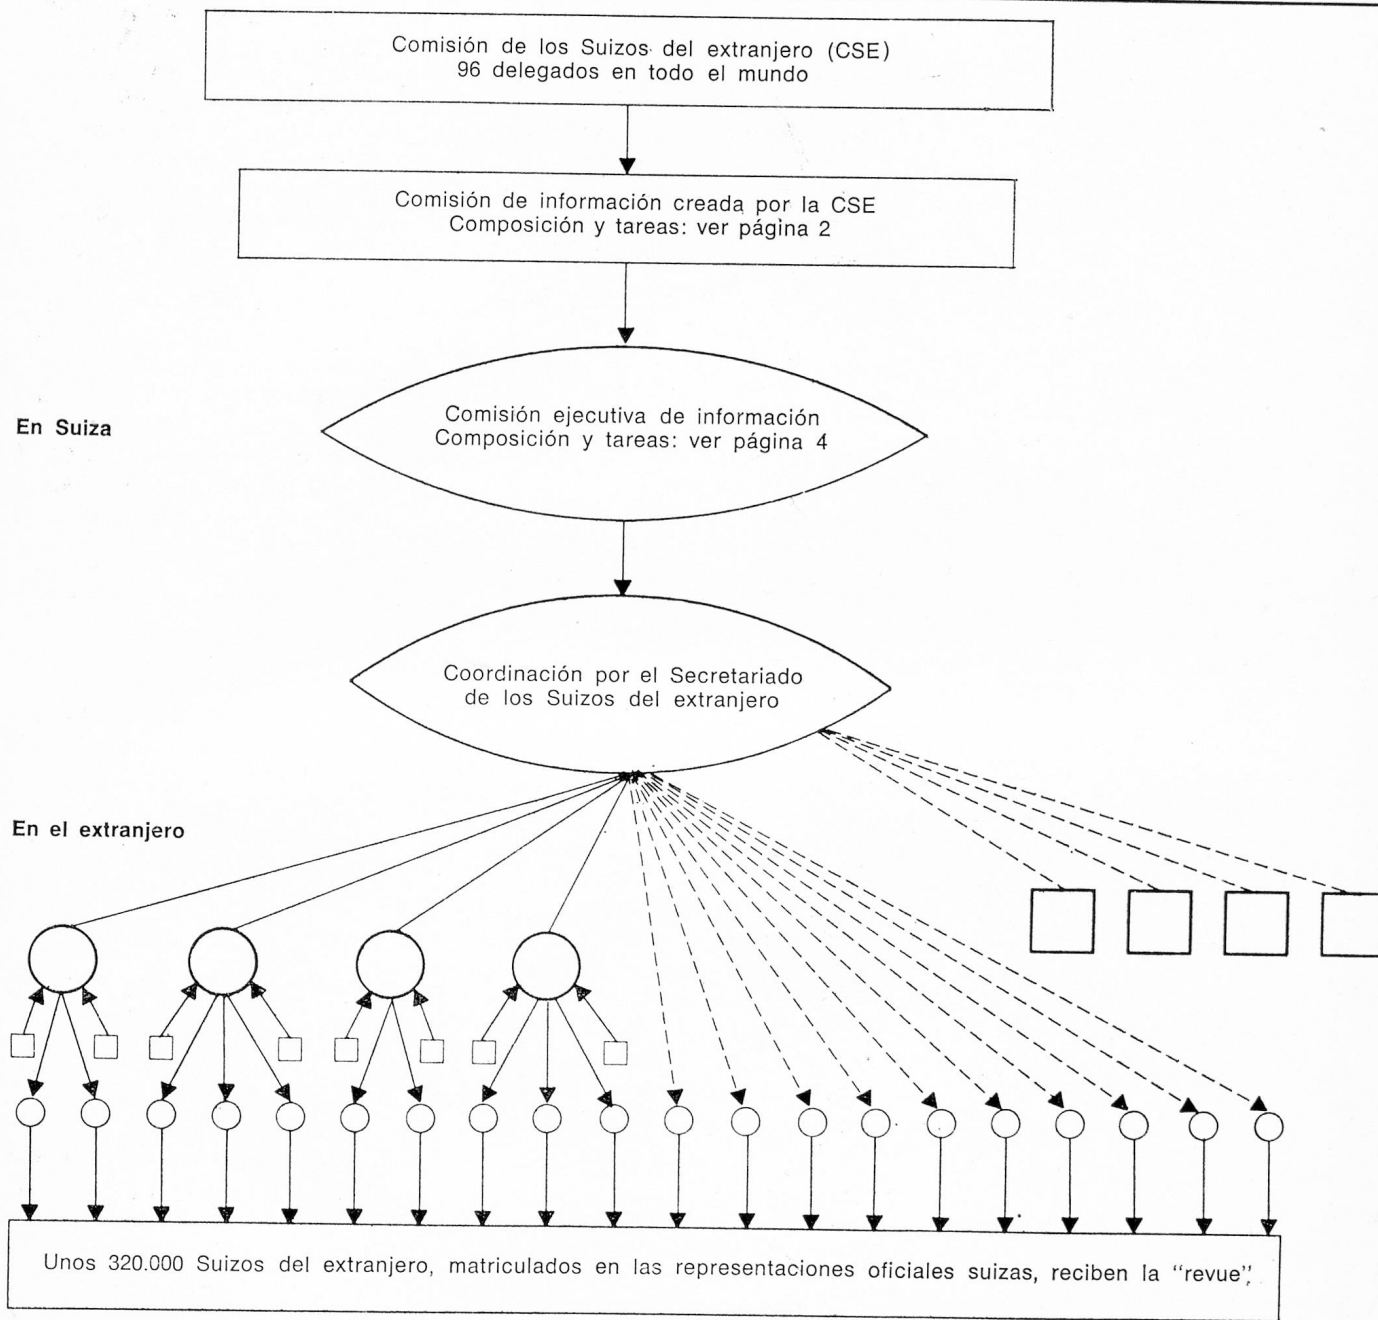 Comisión de los Suizos del extranjero (CSE)
96 delegados en todo el mundo
Comisión de información creada por la CSE
Composición y tareas: ver página 2
En Suiza
Comisión ejecutiva de información
Composición y tareas: ver página 4
Coordinación por el Secretariado
de los Suizos del extranjero
En el extranjero
Unos 320.000 Suizos del extranjero, matriculados en las representaciones oficiales suizas, reciben la “revue”,